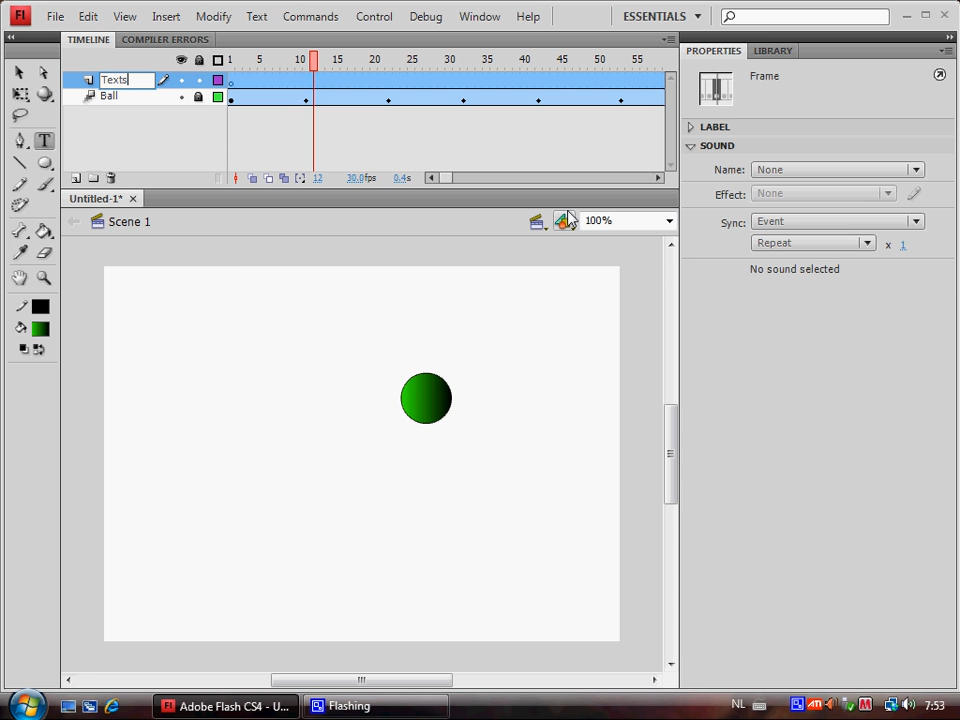 Fl File Edit View Insert Modify Text Commands Control Debug Window Help ESSENTIALS
TIMELINE COMPILER ERRORS
1 5 10 15 20 25 30 35 40 45 50 55
Texts
Ball
12 30.0fps 0.4s
Untitled-1*
Scene 1
100%
PROPERTIES LIBRARY
Frame
LABEL
SOUND
Name: None
Effect: None
Sync: Event
Repeat x 1
No sound selected
T
Fl Adobe Flash CS4 - U...
Flashing
NL
7:53